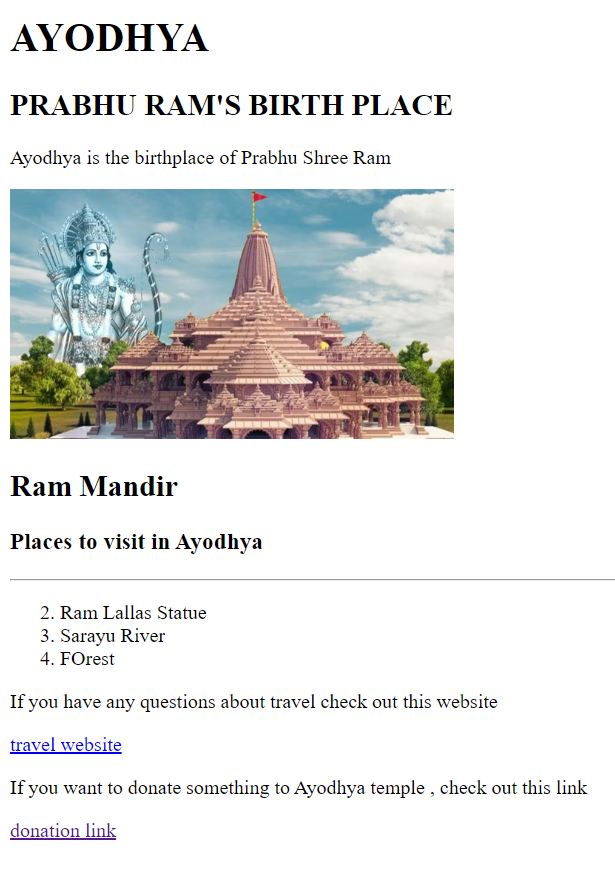 AYODHYA
PRABHU RAM'S BIRTH PLACE
Ayodhya is the birthplace of Prabhu Shree Ram
Ram Mandir
Places to visit in Ayodhya
2. Ram Lallas Statue
3. Sarayu River
4. FOrest
If you have any questions about travel check out this website
travel website
If you want to donate something to Ayodhya temple , check out this link
donation link